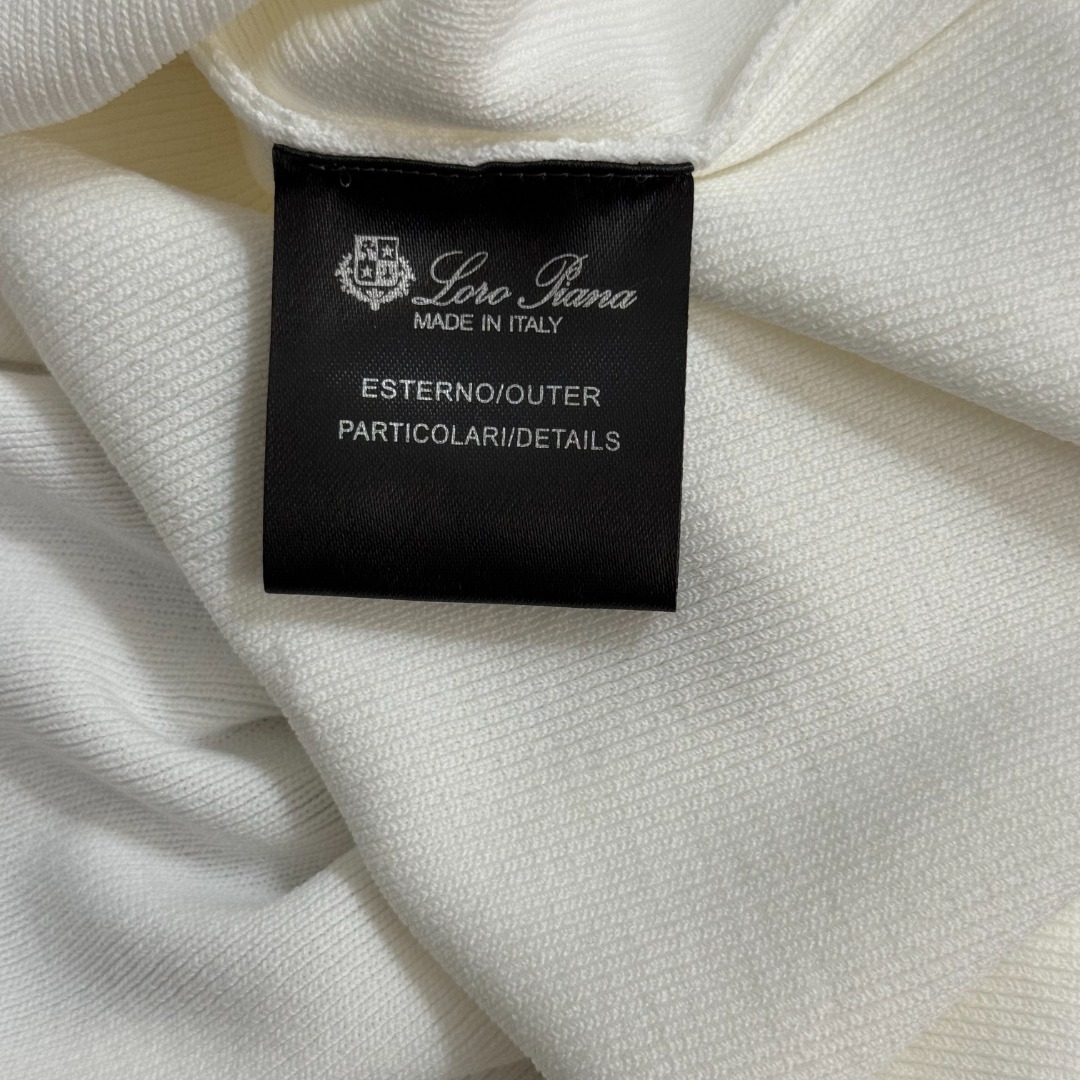 Loro Piana
MADE IN ITALY
ESTERNO/OUTER
PARTICOLARI/DETAILS